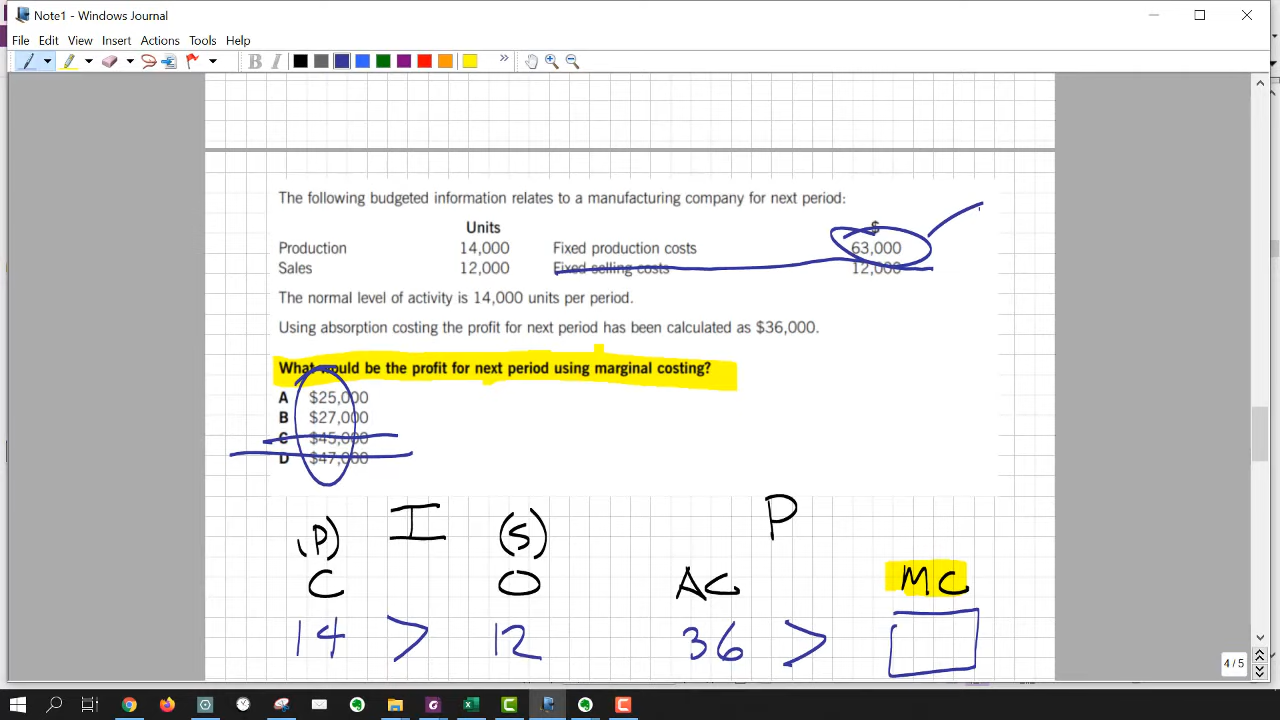 Note1 - Windows Journal
File Edit View Insert Actions Tools Help
B I »
The following budgeted information relates to a manufacturing company for next period:
Units $
Production 14,000 Fixed production costs 63,000
Sales 12,000 Fixed selling costs 12,000
The normal level of activity is 14,000 units per period.
Using absorption costing the profit for next period has been calculated as $36,000.
What would be the profit for next period using marginal costing?
A $25,000
B $27,000
C $45,000
D $47,000
(P) I (S) P
C O AC MC
14 > 12 36 >
4 / 5